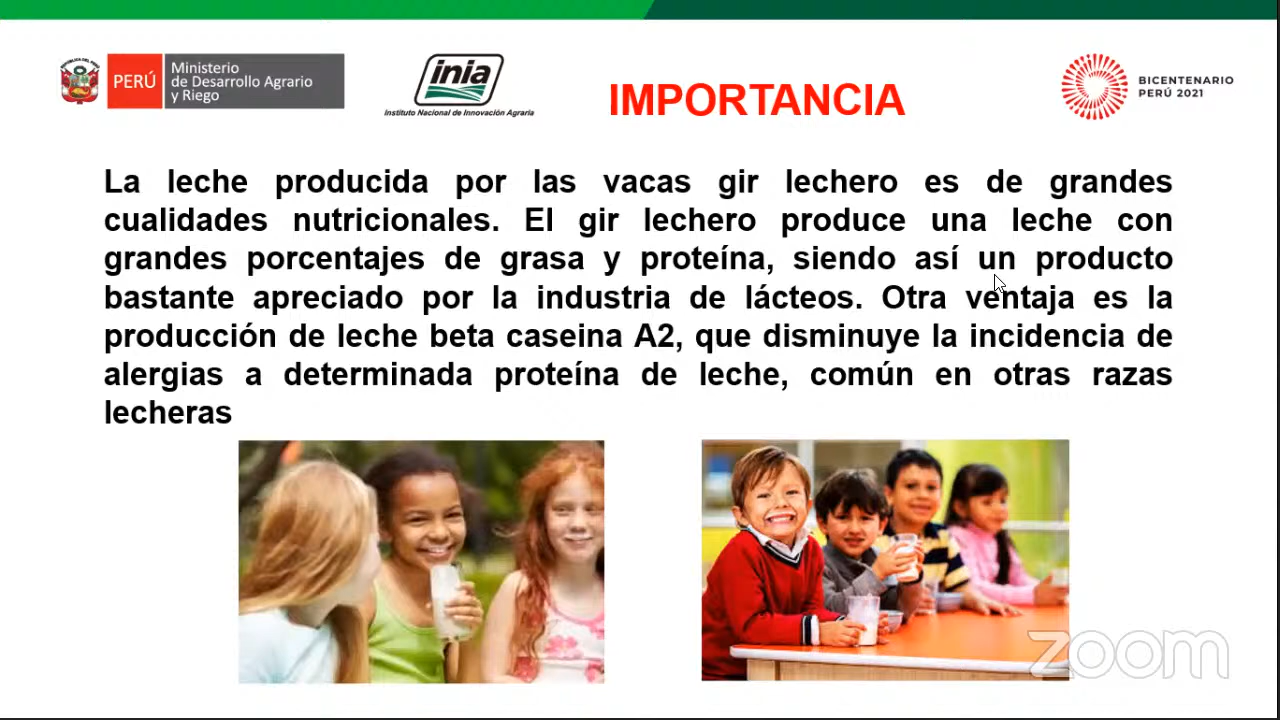 REPÚBLICA DEL PERÚ
PERÚ
Ministerio
de Desarrollo Agrario
y Riego
inia
Instituto Nacional de Innovación Agraria
IMPORTANCIA
BICENTENARIO
PERÚ 2021
La leche producida por las vacas gir lechero es de grandes
cualidades nutricionales. El gir lechero produce una leche con
grandes porcentajes de grasa y proteína, siendo así un producto
bastante apreciado por la industria de lácteos. Otra ventaja es la
producción de leche beta caseina A2, que disminuye la incidencia de
alergias a determinada proteína de leche, común en otras razas
lecheras
zoom